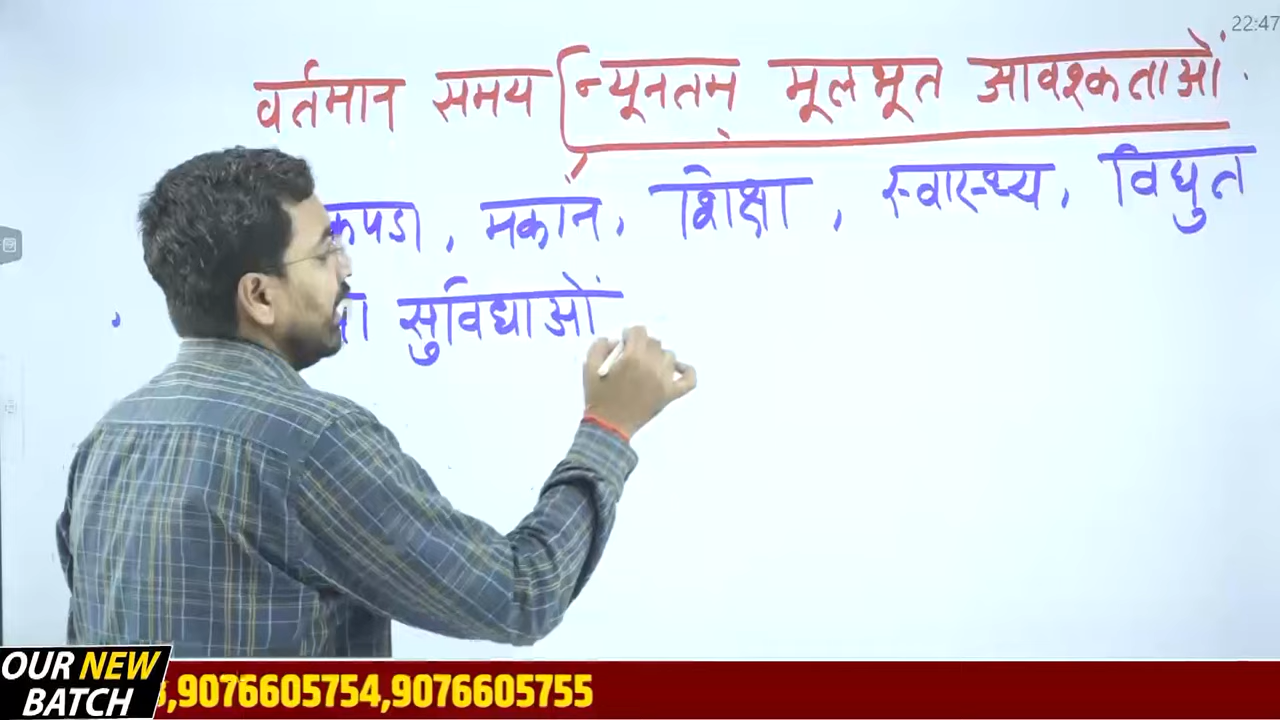 22:47
वर्तमान समय न्यूनतम मूलभूत आवश्कताओं
कपडा, मकान, शिक्षा, स्वास्थ्य, विद्युत
सुविधाओं
OUR NEW
BATCH
,9076605754,9076605755